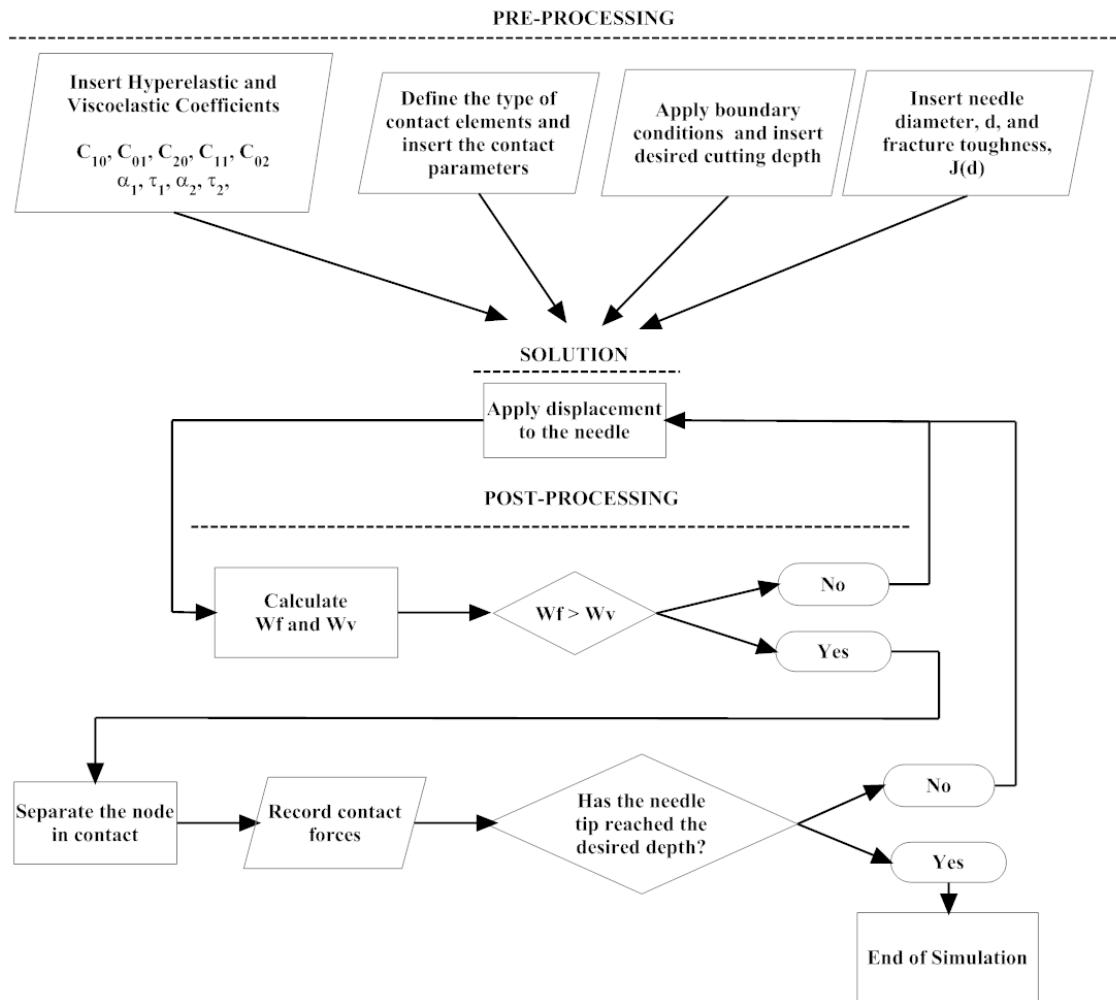 PRE-PROCESSING
Insert Hyperelastic and
Viscoelastic Coefficients
C₁₀, C₀₁, C₂₀, C₁₁, C₀₂
α₁, τ₁, α₂, τ₂,
Define the type of
contact elements and
insert the contact
parameters
Apply boundary
conditions and insert
desired cutting depth
Insert needle
diameter, d, and
fracture toughness,
J(d)
SOLUTION
Apply displacement
to the needle
POST-PROCESSING
Calculate
Wf and Wv
Wf > Wv
No
Yes
Separate the node
in contact
Record contact
forces
Has the needle
tip reached the
desired depth?
No
Yes
End of Simulation